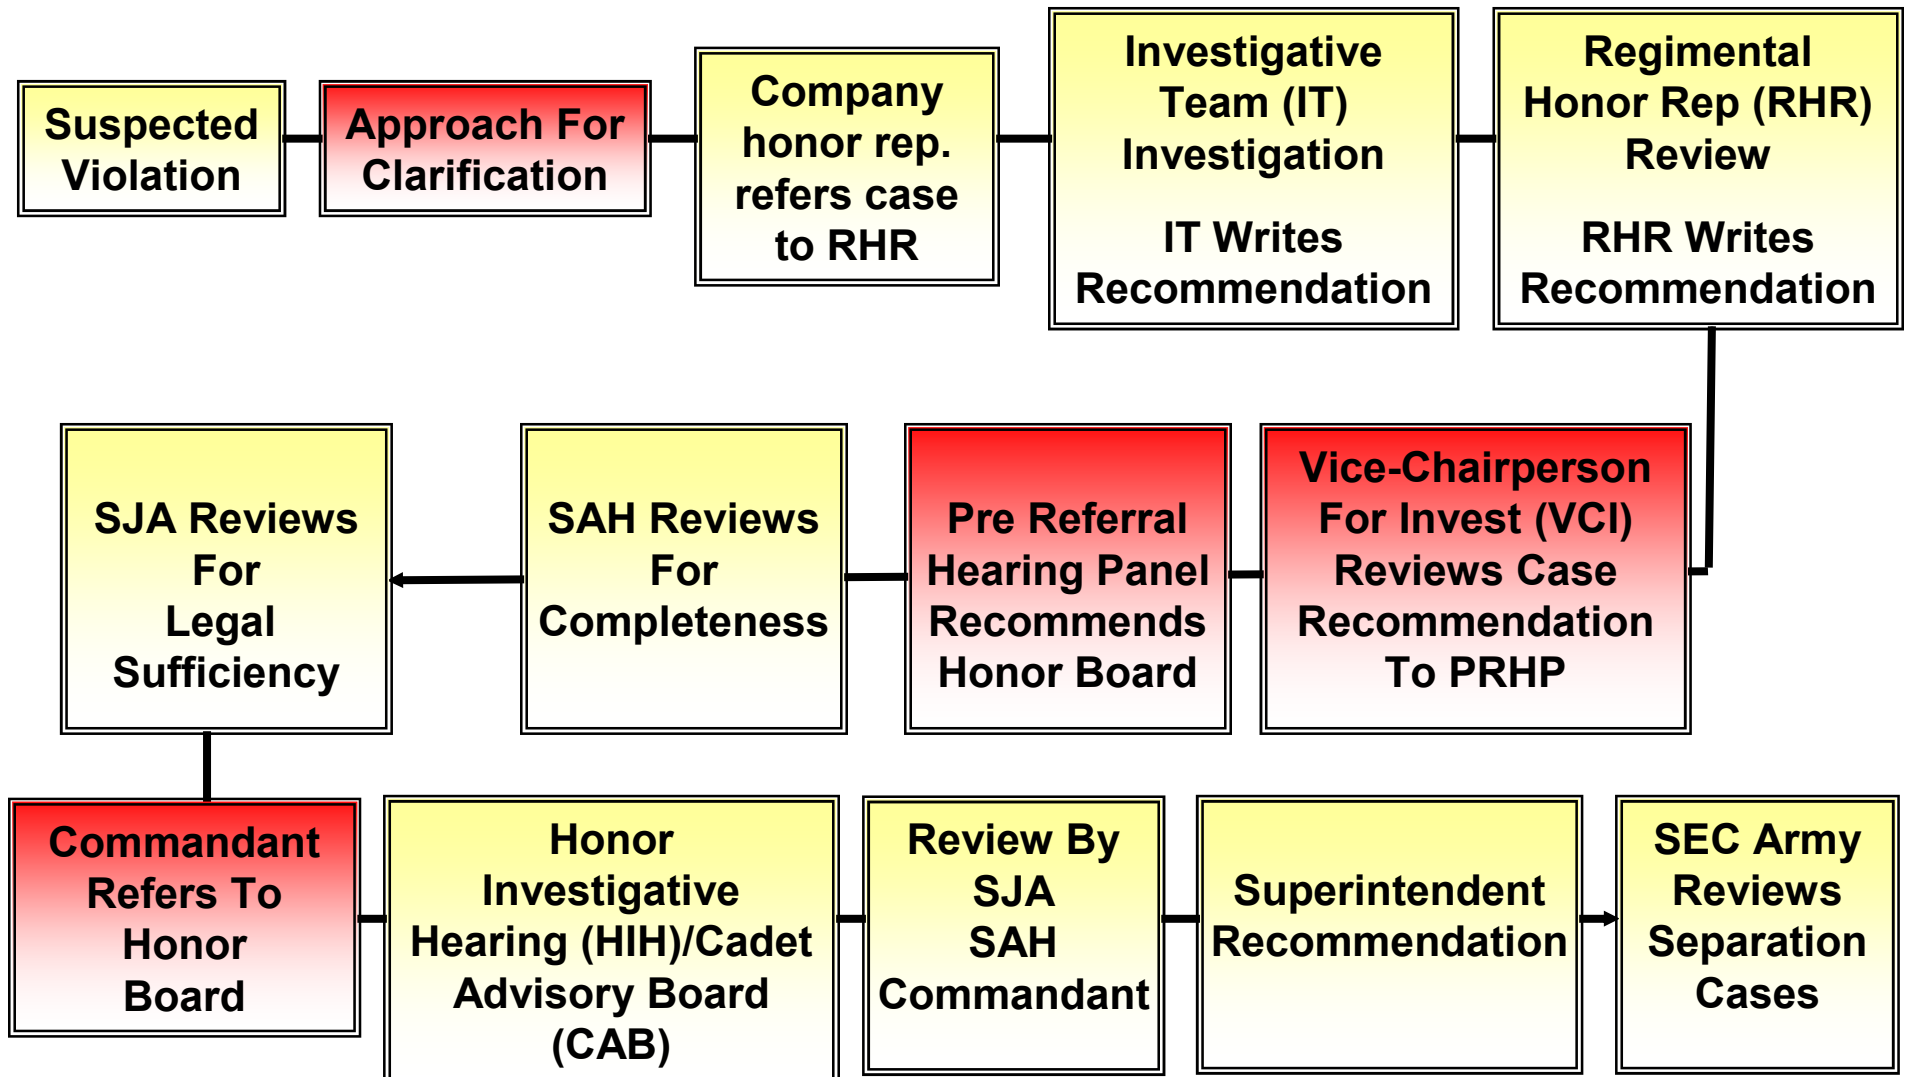 Suspected
Violation
Approach For
Clarification
Company
honor rep.
refers case
to RHR
Investigative
Team (IT)
Investigation
IT Writes
Recommendation
Regimental
Honor Rep (RHR)
Review
RHR Writes
Recommendation
Vice-Chairperson
For Invest (VCI)
Reviews Case
Recommendation
To PRHP
Pre Referral
Hearing Panel
Recommends
Honor Board
SAH Reviews
For
Completeness
SJA Reviews
For
Legal
Sufficiency
Commandant
Refers To
Honor
Board
Honor
Investigative
Hearing (HIH)/Cadet
Advisory Board
(CAB)
Review By
SJA
SAH
Commandant
Superintendent
Recommendation
SEC Army
Reviews
Separation
Cases